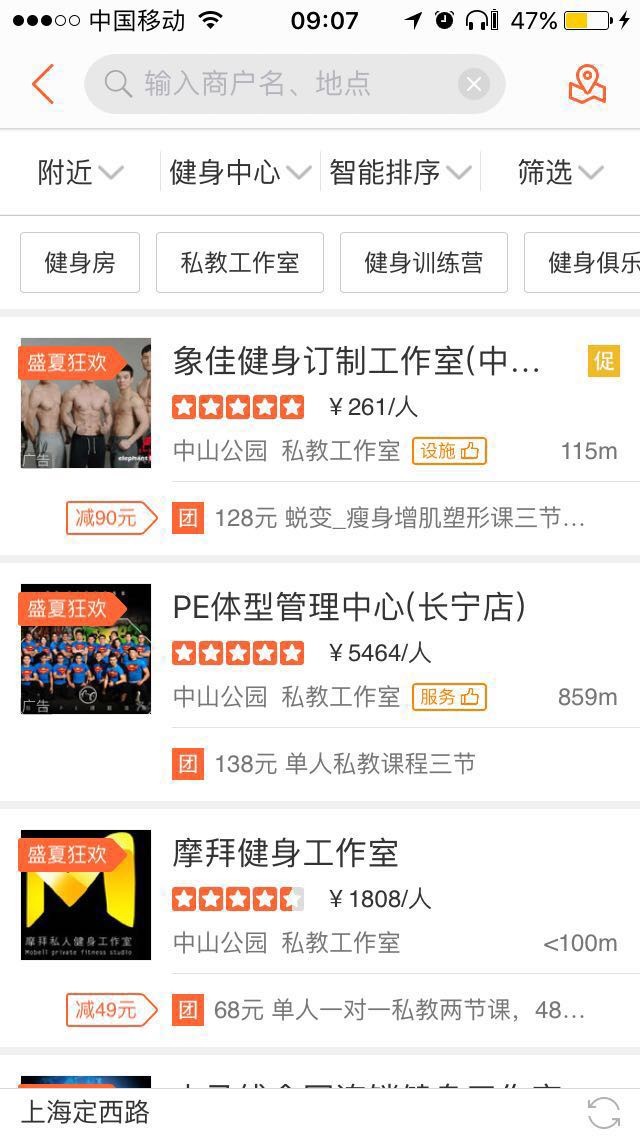 中国移动 09:07 47%
输入商户名、地点
附近 健身中心 智能排序 筛选
健身房 私教工作室 健身训练营 健身俱乐
盛夏狂欢
广告
象佳健身订制工作室(中... 促
¥261/人
中山公园 私教工作室 设施 115m
减90元 团 128元 蜕变_瘦身增肌塑形课三节...
盛夏狂欢
广告
PE体型管理中心(长宁店)
¥5464/人
中山公园 私教工作室 服务 859m
团 138元 单人私教课程三节
盛夏狂欢
摩拜私人健身工作室
Mobell private fitness studio
摩拜健身工作室
¥1808/人
中山公园 私教工作室 <100m
减49元 团 68元 单人一对一私教两节课，48...
上海定西路